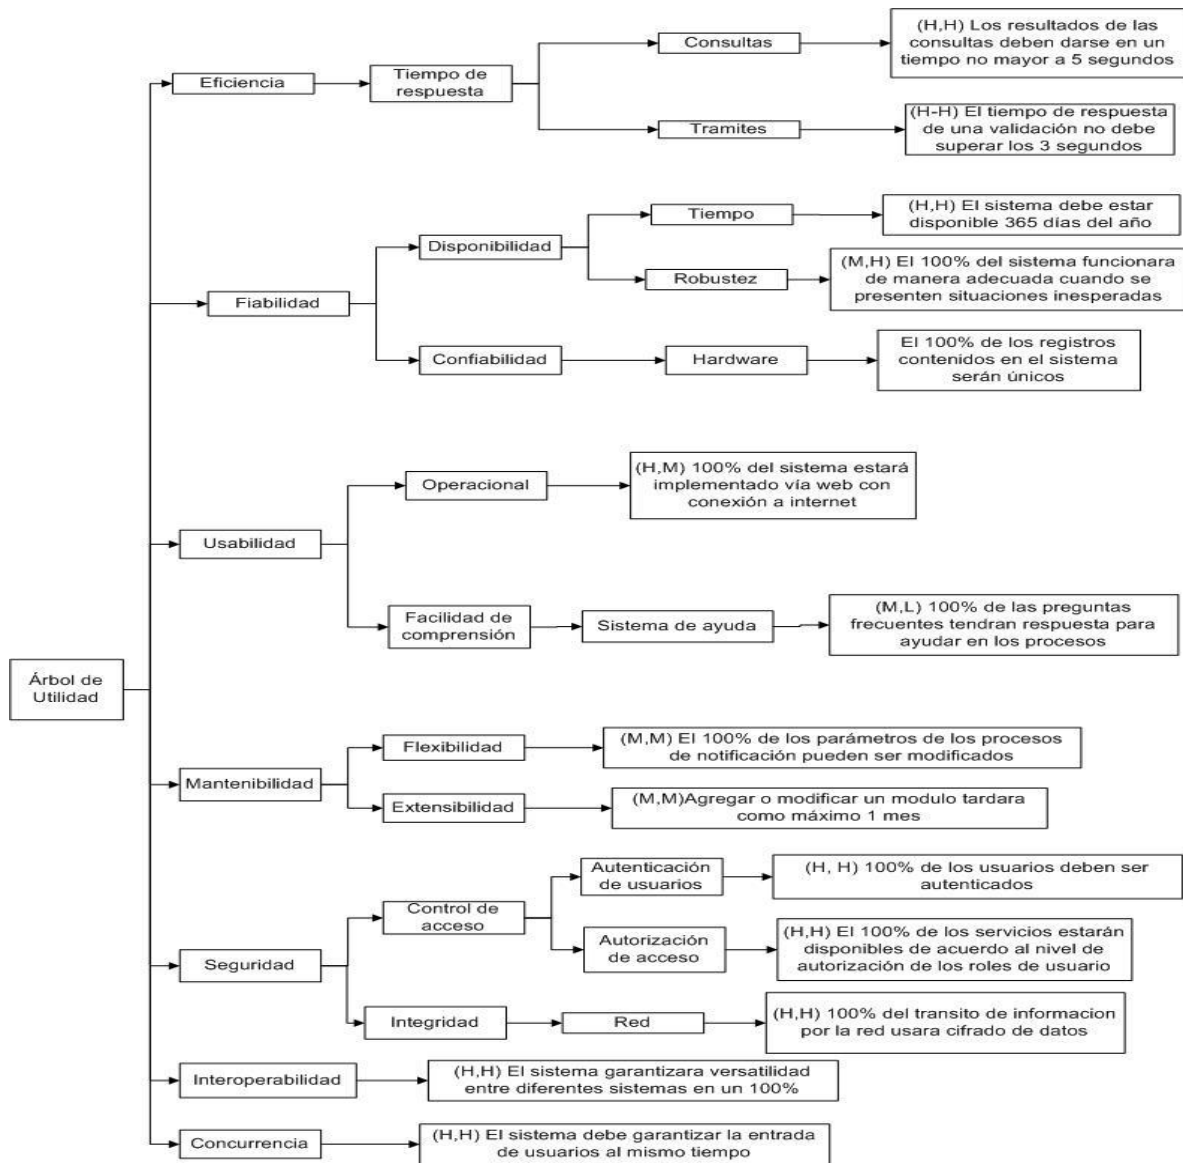 Consultas
(H,H) Los resultados de las
consultas deben darse en un
tiempo no mayor a 5 segundos
Eficiencia
Tiempo de
respuesta
Tramites
(H-H) El tiempo de respuesta
de una validación no debe
superar los 3 segundos
Tiempo
(H,H) El sistema debe estar
disponible 365 días del año
Disponibilidad
Robustez
(M,H) El 100% del sistema funcionara
de manera adecuada cuando se
presenten situaciones inesperadas
Fiabilidad
Confiabilidad
Hardware
El 100% de los registros
contenidos en el sistema
serán únicos
Operacional
(H,M) 100% del sistema estará
implementado vía web con
conexión a internet
Usabilidad
Facilidad de
comprensión
Sistema de ayuda
(M,L) 100% de las preguntas
frecuentes tendran respuesta para
ayudar en los procesos
Árbol de
Utilidad
Flexibilidad
(M,M) El 100% de los parámetros de los procesos
de notificación pueden ser modificados
Mantenibilidad
Extensibilidad
(M,M)Agregar o modificar un modulo tardara
como máximo 1 mes
Autenticación
de usuarios
(H, H) 100% de los usuarios deben ser
autenticados
Control de
acceso
Autorización
de acceso
(H,H) El 100% de los servicios estarán
disponibles de acuerdo al nivel de
autorización de los roles de usuario
Seguridad
Integridad
Red
(H,H) 100% del transito de informacion
por la red usara cifrado de datos
Interoperabilidad
(H,H) El sistema garantizara versatilidad
entre diferentes sistemas en un 100%
Concurrencia
(H,H) El sistema debe garantizar la entrada
de usuarios al mismo tiempo